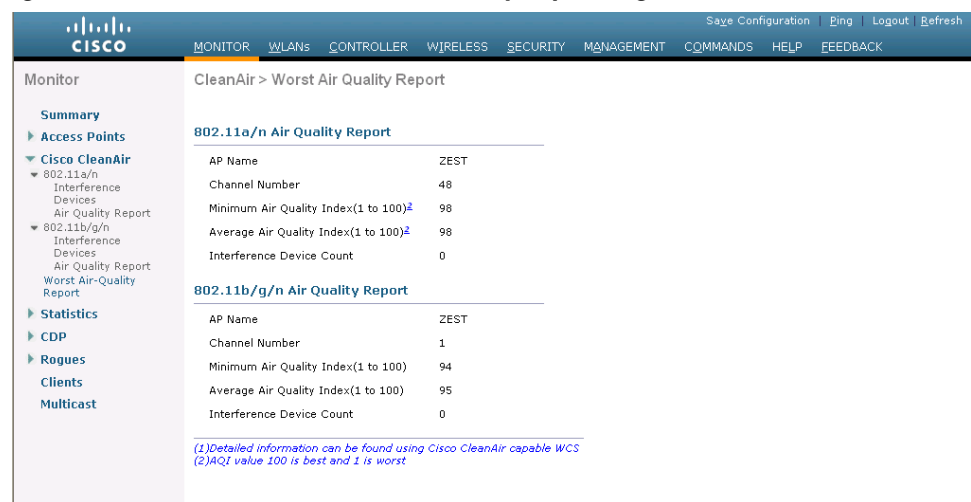 Save Configuration | Ping | Logout | Refresh
CISCO
MONITOR WLANs CONTROLLER WIRELESS SECURITY MANAGEMENT COMMANDS HELP FEEDBACK
Monitor
Summary
Access Points
Cisco CleanAir
802.11a/n
Interference
Devices
Air Quality Report
802.11b/g/n
Interference
Devices
Air Quality Report
Worst Air-Quality
Report
Statistics
CDP
Rogues
Clients
Multicast
CleanAir > Worst Air Quality Report
802.11a/n Air Quality Report
AP Name ZEST
Channel Number 48
Minimum Air Quality Index(1 to 100)2 98
Average Air Quality Index(1 to 100)2 98
Interference Device Count 0
802.11b/g/n Air Quality Report
AP Name ZEST
Channel Number 1
Minimum Air Quality Index(1 to 100) 94
Average Air Quality Index(1 to 100) 95
Interference Device Count 0
(1)Detailed information can be found using Cisco CleanAir capable WCS
(2)AQI value 100 is best and 1 is worst